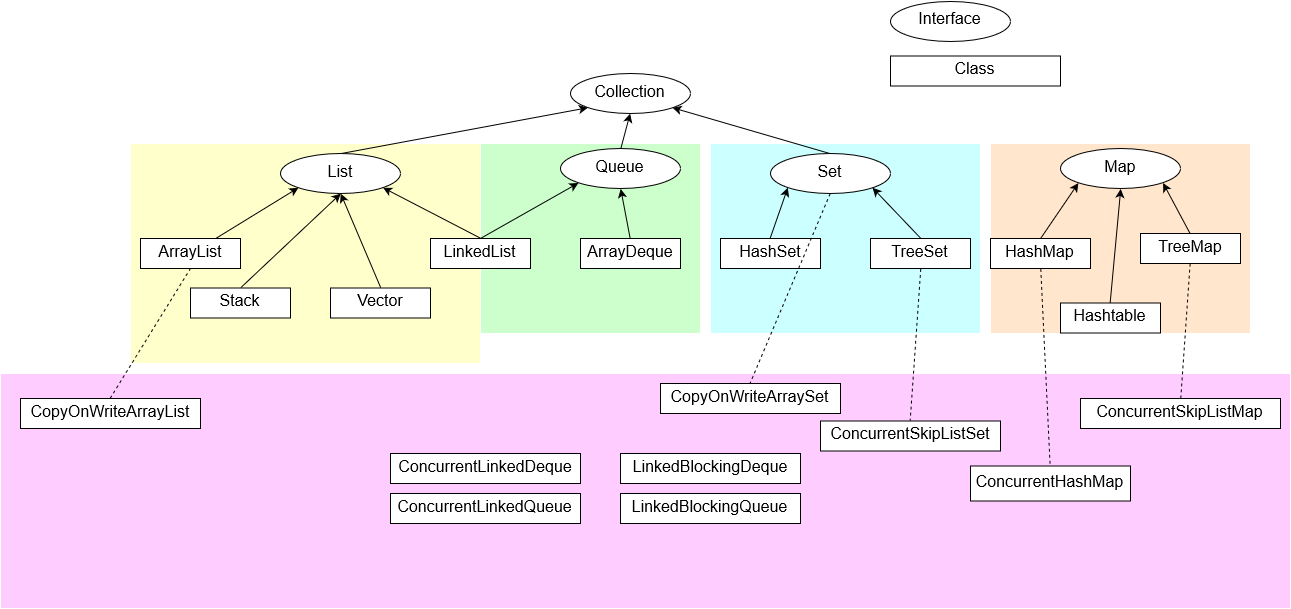 Interface
Class
Collection
List
Queue
Set
Map
ArrayList
LinkedList
ArrayDeque
HashSet
TreeSet
HashMap
TreeMap
Stack
Vector
Hashtable
CopyOnWriteArrayList
CopyOnWriteArraySet
ConcurrentSkipListMap
ConcurrentSkipListSet
ConcurrentLinkedDeque
LinkedBlockingDeque
ConcurrentHashMap
ConcurrentLinkedQueue
LinkedBlockingQueue